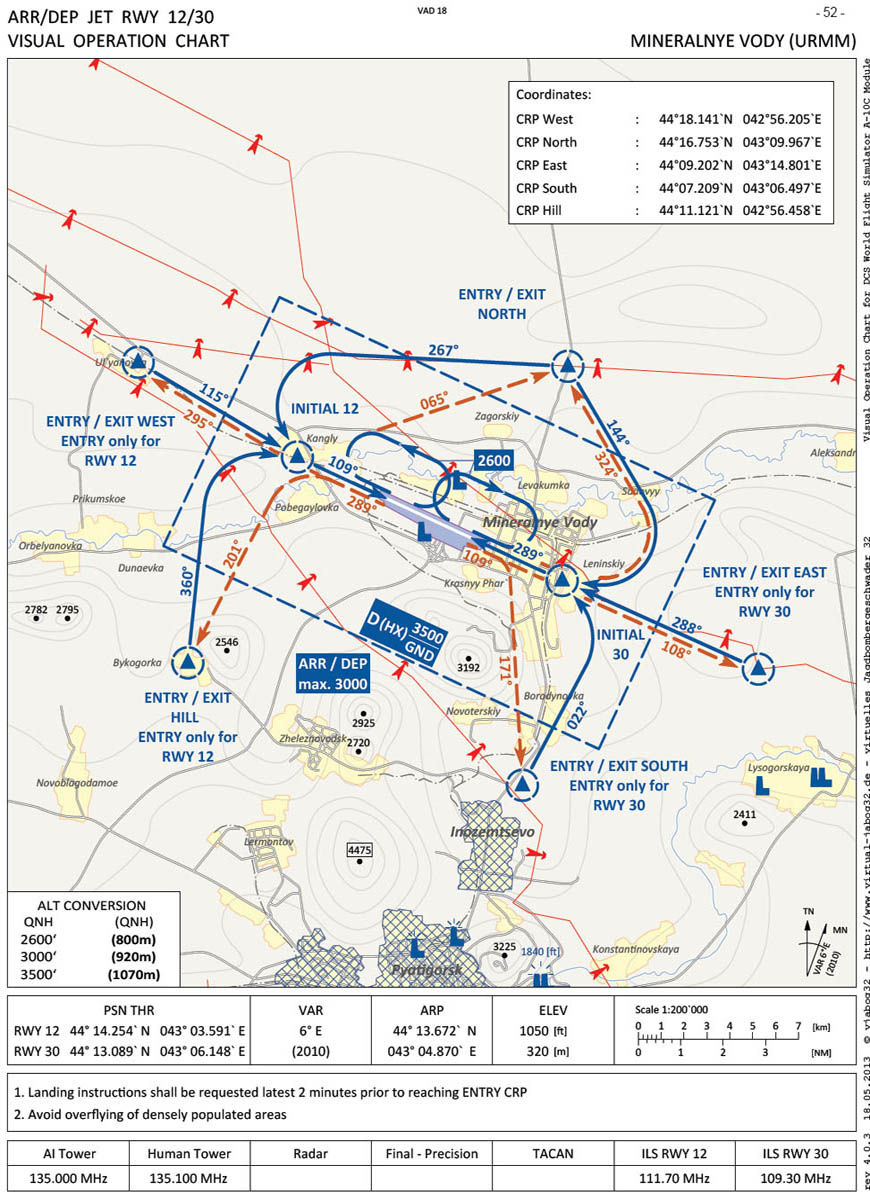 ARR/DEP JET RWY 12/30
VAD 18
- 52 -
VISUAL OPERATION CHART
MINERALNYE VODY (URMM)
Coordinates:
CRP West : 44°18.141`N 042°56.205`E
CRP North : 44°16.753`N 043°09.967`E
CRP East : 44°09.202`N 043°14.801`E
CRP South : 44°07.209`N 043°06.497`E
CRP Hill : 44°11.121`N 042°56.458`E
ENTRY / EXIT
NORTH
267°
115°
295°
065°
144°
324°
INITIAL 12
ENTRY / EXIT WEST
ENTRY only for
RWY 12
Zagorskiy
Kangly
109°
289°
2600
Levokumka
Sadovyy
Aleksandr
Prikumskoe
Pobegaylovka
Mineralnye Vody
Orbelyanovka
Dunaevka
201°
360°
289°
109°
Leninskiy
Krasnyy Phar
ENTRY / EXIT EAST
ENTRY only for
RWY 30
2782
2795
2546
D(HX) 3500
GND
INITIAL
30
288°
108°
Bykogorka
ARR / DEP
max. 3000
3192
171°
022°
Borodynovka
ENTRY / EXIT
HILL
ENTRY only for
RWY 12
Novoterskiy
2925
Zheleznovodsk
2720
ENTRY / EXIT SOUTH
ENTRY only for
RWY 30
Lysogorskaya
Novoblagodarnoe
2411
Inozemtsevo
Lermontov
4475
ALT CONVERSION
QNH (QNH)
2600‘ (800m)
3000‘ (920m)
3500‘ (1070m)
Pyatigorsk
3225
1840 [ft]
Konstantinovskaya
TN
MN
VAR 6°E
(2010)
PSN THR
RWY 12 44° 14.254` N 043° 03.591` E
RWY 30 44° 13.089` N 043° 06.148` E
VAR
6° E
(2010)
ARP
44° 13.672` N
043° 04.870` E
ELEV
1050 [ft]
320 [m]
Scale 1:200`000
0 1 2 3 4 5 6 7 [km]
0 1 2 3 [NM]
1. Landing instructions shall be requested latest 2 minutes prior to reaching ENTRY CRP
2. Avoid overflying of densely populated areas
AI Tower Human Tower Radar Final - Precision TACAN ILS RWY 12 ILS RWY 30
135.000 MHz 135.100 MHz 111.70 MHz 109.30 MHz
rev 4.0.3 18.05.2013 © vjabog32 - http://www.virtual-jabog32.de - virtuelles Jagdbombergeschwader 32
Visual Operation Chart for DCS World Flight Simulator A-10C Module